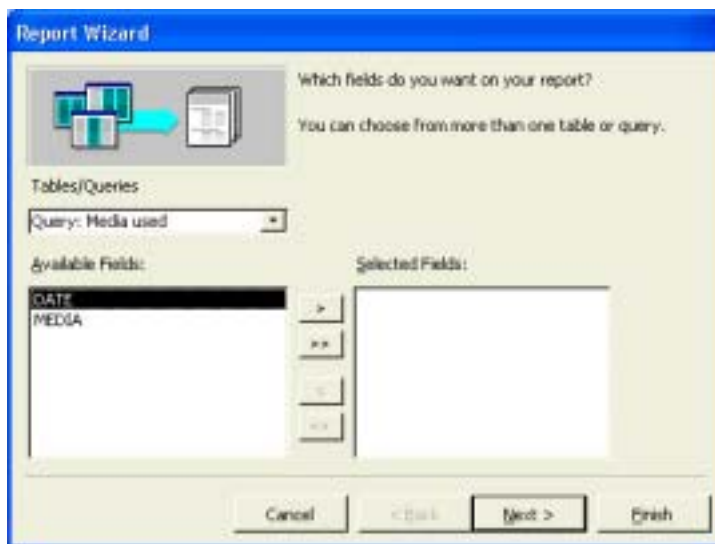 Report Wizard
Which fields do you want on your report?
You can choose from more than one table or query.
Tables/Queries
Query: Media used
Available Fields:
Selected Fields:
DATE
MEDIA
>
>>
<
<<
Cancel
< Back
Next >
Finish